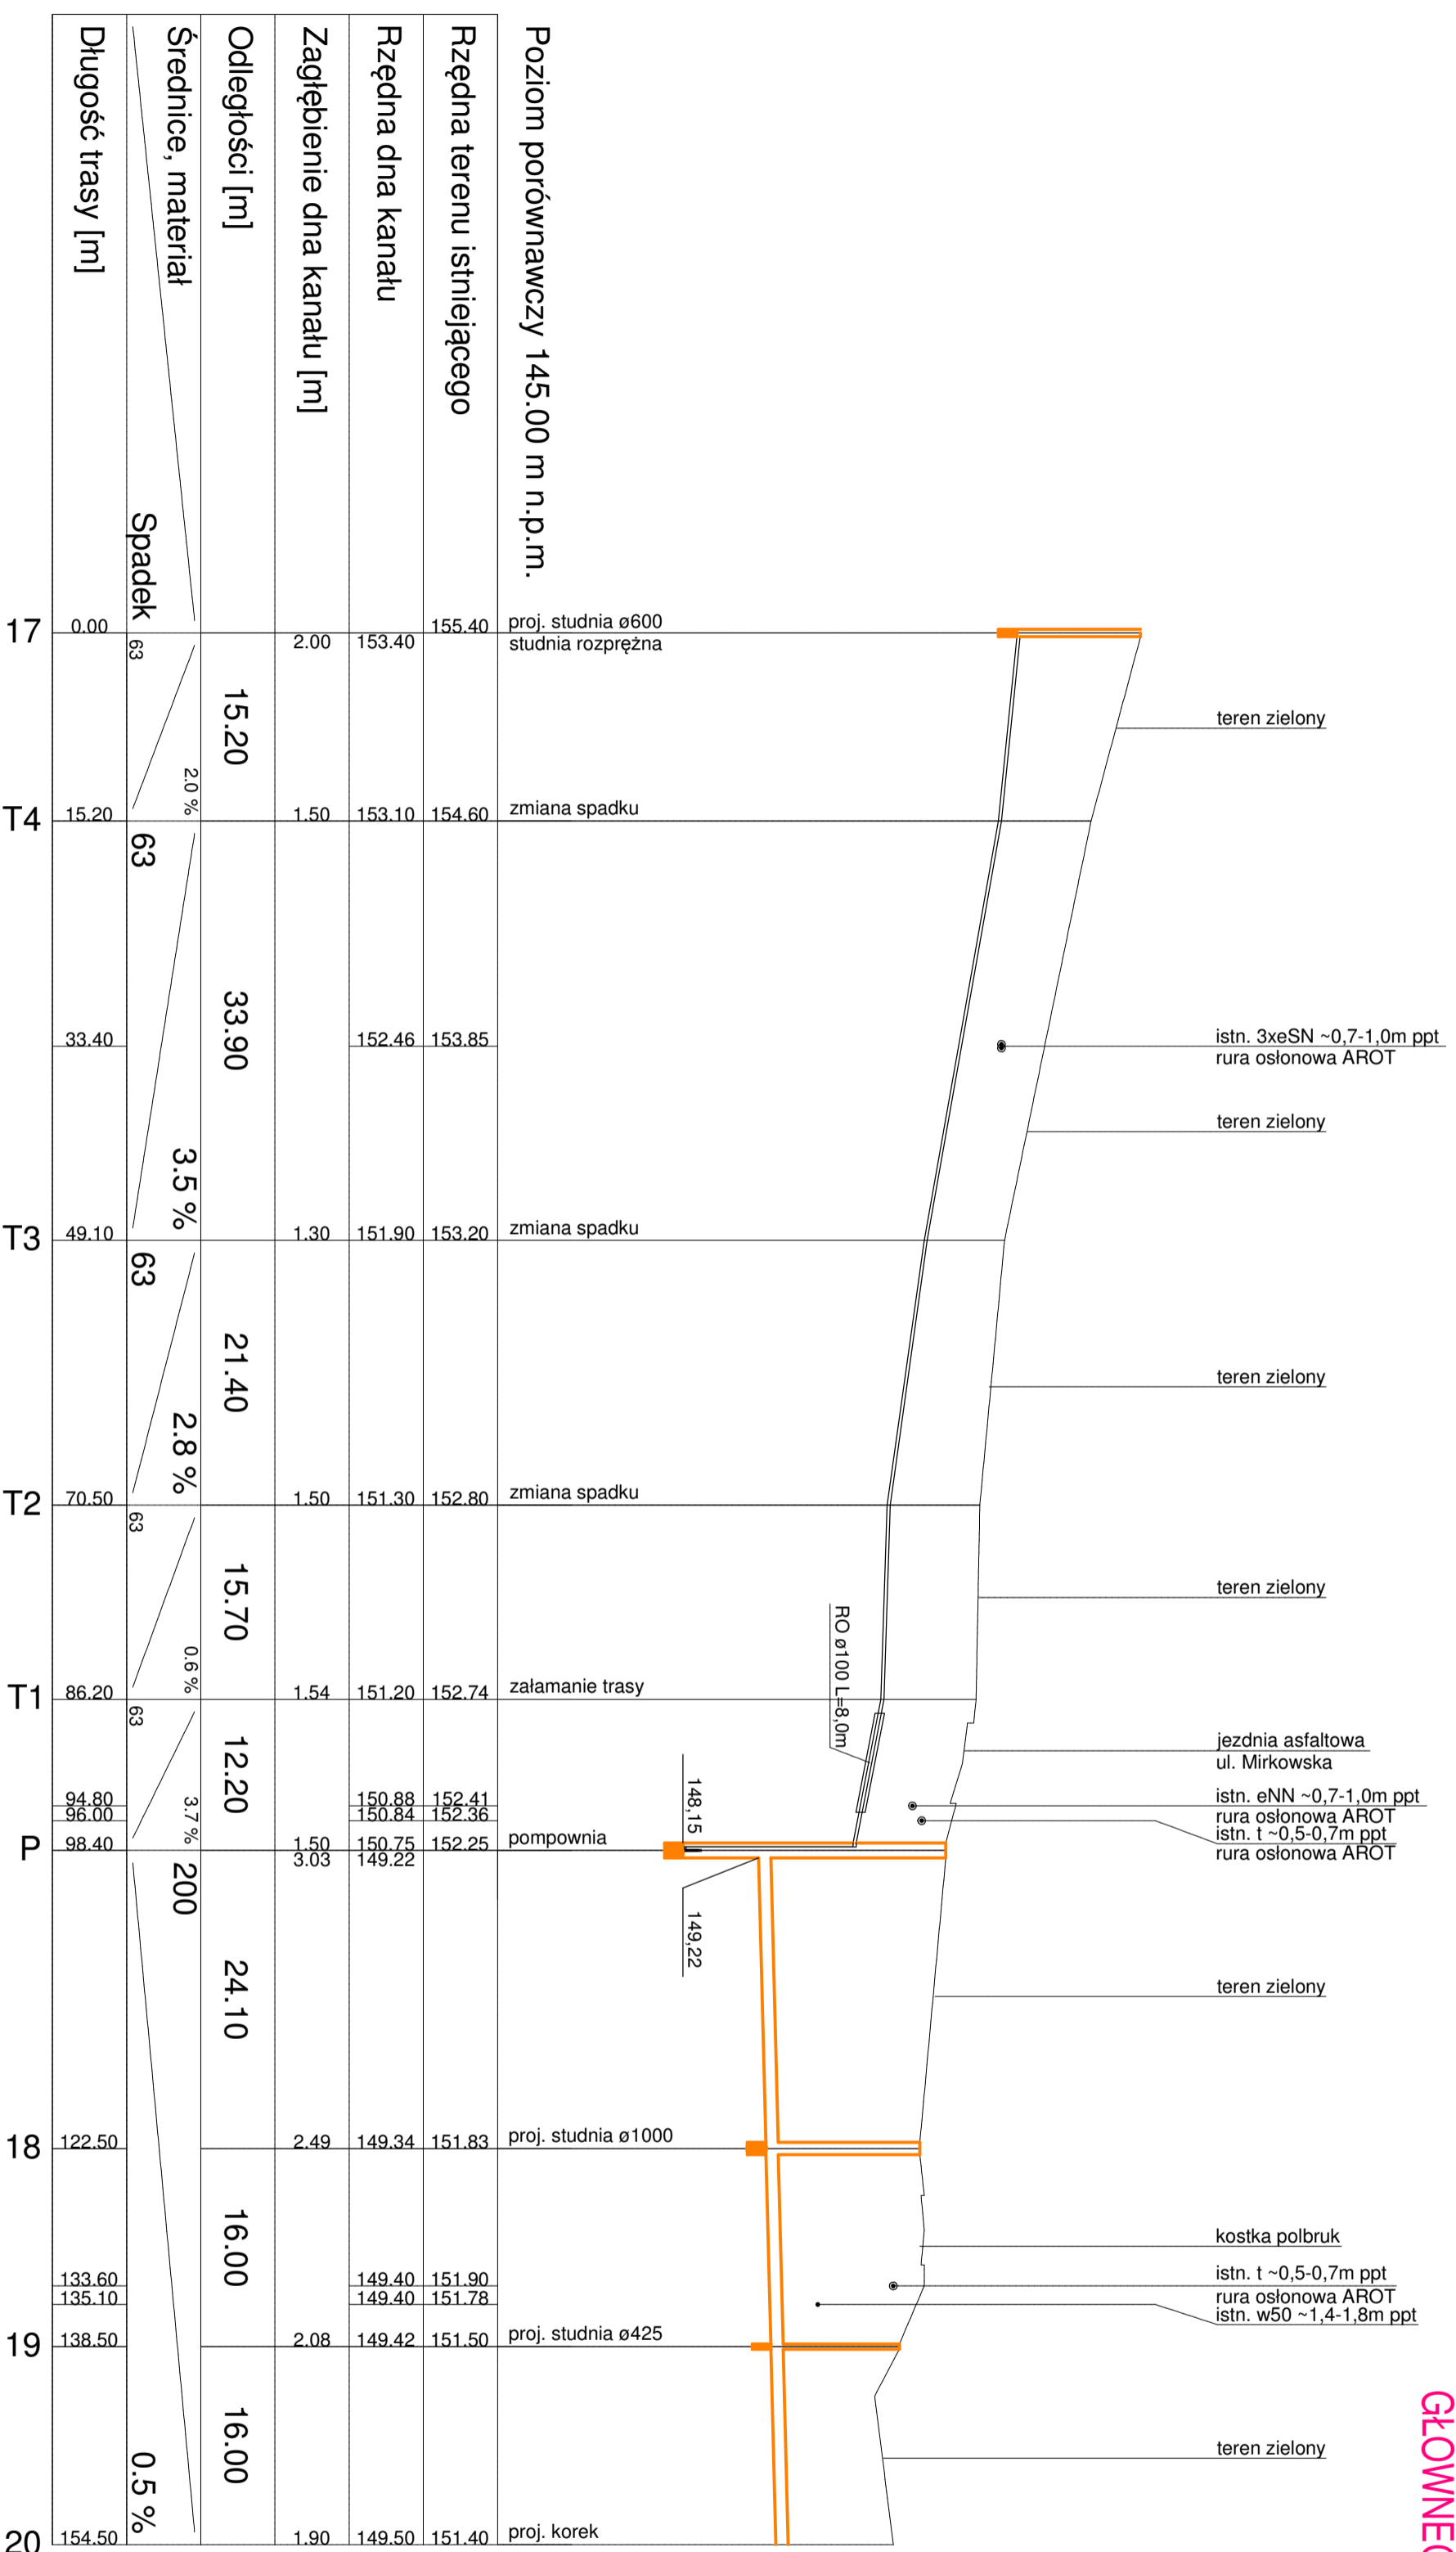 Poziom porównawczy 145.00 m n.p.m.
Rzędna terenu istniejącego
Rzędna dna kanału
Zagłębienie dna kanału [m]
Odległości [m]
Średnice, materiał
Spadek
Długość trasy [m]
17
0.00
63
2.0 %
15.20
2.00
153.40
155.40
proj. studnia ø600
studnia rozprężna
teren zielony
T4
15.20
63
3.5 %
33.90
1.50
153.10
154.60
zmiana spadku
33.40
152.46
153.85
istn. 3xeSN ~0,7-1,0m ppt
rura osłonowa AROT
teren zielony
T3
49.10
63
2.8 %
21.40
1.30
151.90
153.20
zmiana spadku
teren zielony
T2
70.50
63
0.6 %
15.70
1.50
151.30
152.80
zmiana spadku
teren zielony
RO ø100 L=8,0m
T1
86.20
63
3.7 %
12.20
1.54
151.20
152.74
załamanie trasy
jezdnia asfaltowa
ul. Mirkowska
94.80
150.88
152.41
istn. eNN ~0,7-1,0m ppt
rura osłonowa AROT
96.00
150.84
152.36
istn. t ~0,5-0,7m ppt
rura osłonowa AROT
148,15
P
98.40
1.50
150.75
152.25
pompownia
3.03
149.22
149,22
200
0.5 %
24.10
teren zielony
18
122.50
2.49
149.34
151.83
proj. studnia ø1000
16.00
kostka polbruk
133.60
149.40
151.90
istn. t ~0,5-0,7m ppt
rura osłonowa AROT
135.10
149.40
151.78
istn. w50 ~1,4-1,8m ppt
19
138.50
2.08
149.42
151.50
proj. studnia ø425
16.00
teren zielony
20
154.50
1.90
149.50
151.40
proj. korek